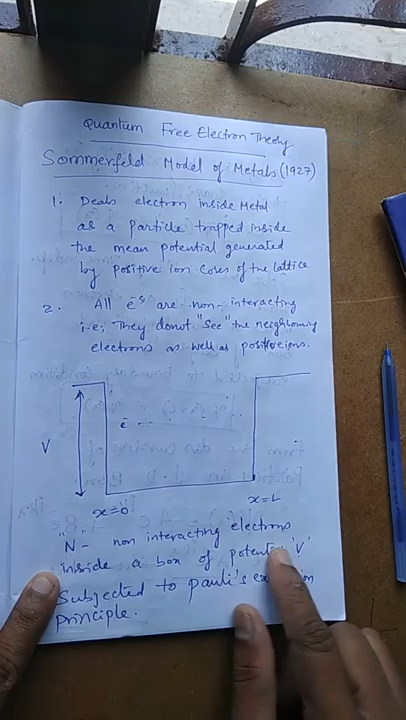 Quantum Free Electron Theory
Sommerfeld Model of Metals (1927)
1. Deals electron inside Metal
as a particle trapped inside
the mean potential generated
by positive ion cores of the lattice
2. All e⁻s are non-interacting
i.e; They donot "see" the neighbouring
electrons as well as positive ions.
e⁻ . . .
V
x=0
x=L
"N- non interacting electrons
inside a box of potential 'V'
Subjected to pauli's exclusion
principle.